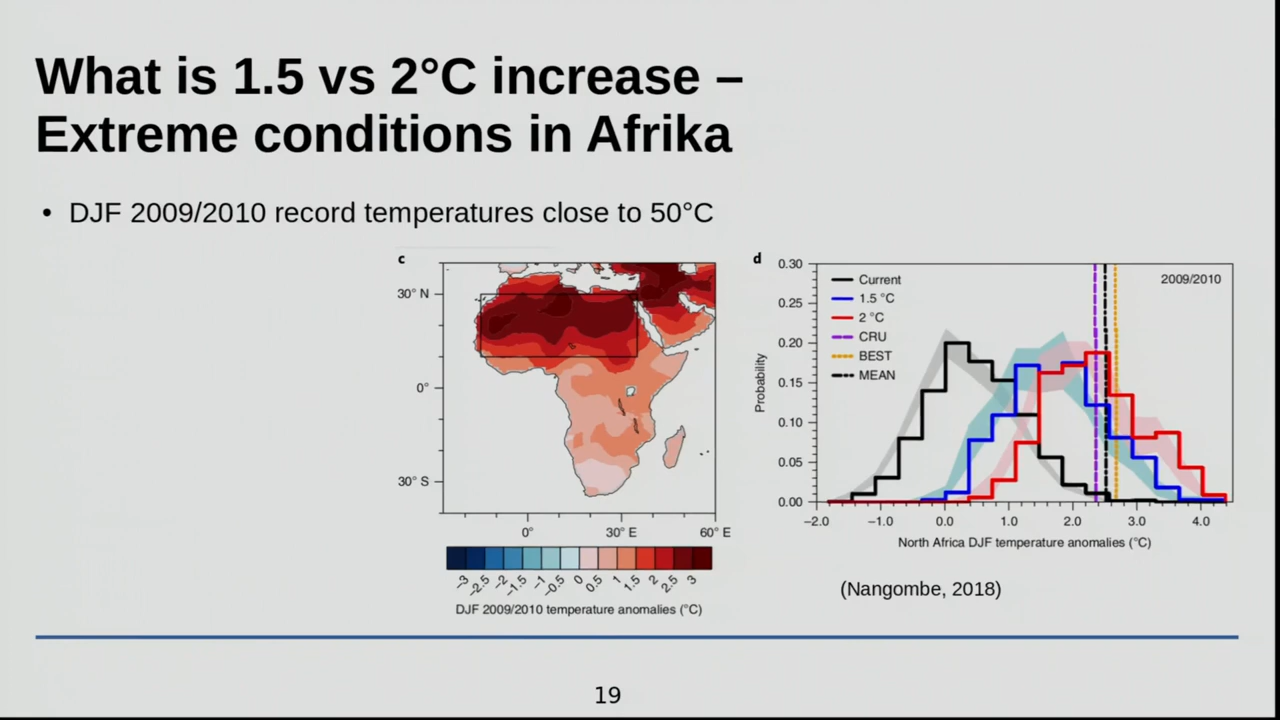 What is 1.5 vs 2°C increase –
Extreme conditions in Afrika
• DJF 2009/2010 record temperatures close to 50°C
c
30° N
0°
30° S
0° 30° E 60° E
−3 −2.5 −2 −1.5 −1 −0.5 0 0.5 1 1.5 2 2.5 3
DJF 2009/2010 temperature anomalies (°C)
d
0.30
0.25
0.20
0.15
0.10
0.05
0.00
Probability
Current
1.5 °C
2 °C
CRU
BEST
MEAN
2009/2010
−2.0 −1.0 0.0 1.0 2.0 3.0 4.0
North Africa DJF temperature anomalies (°C)
(Nangombe, 2018)
19